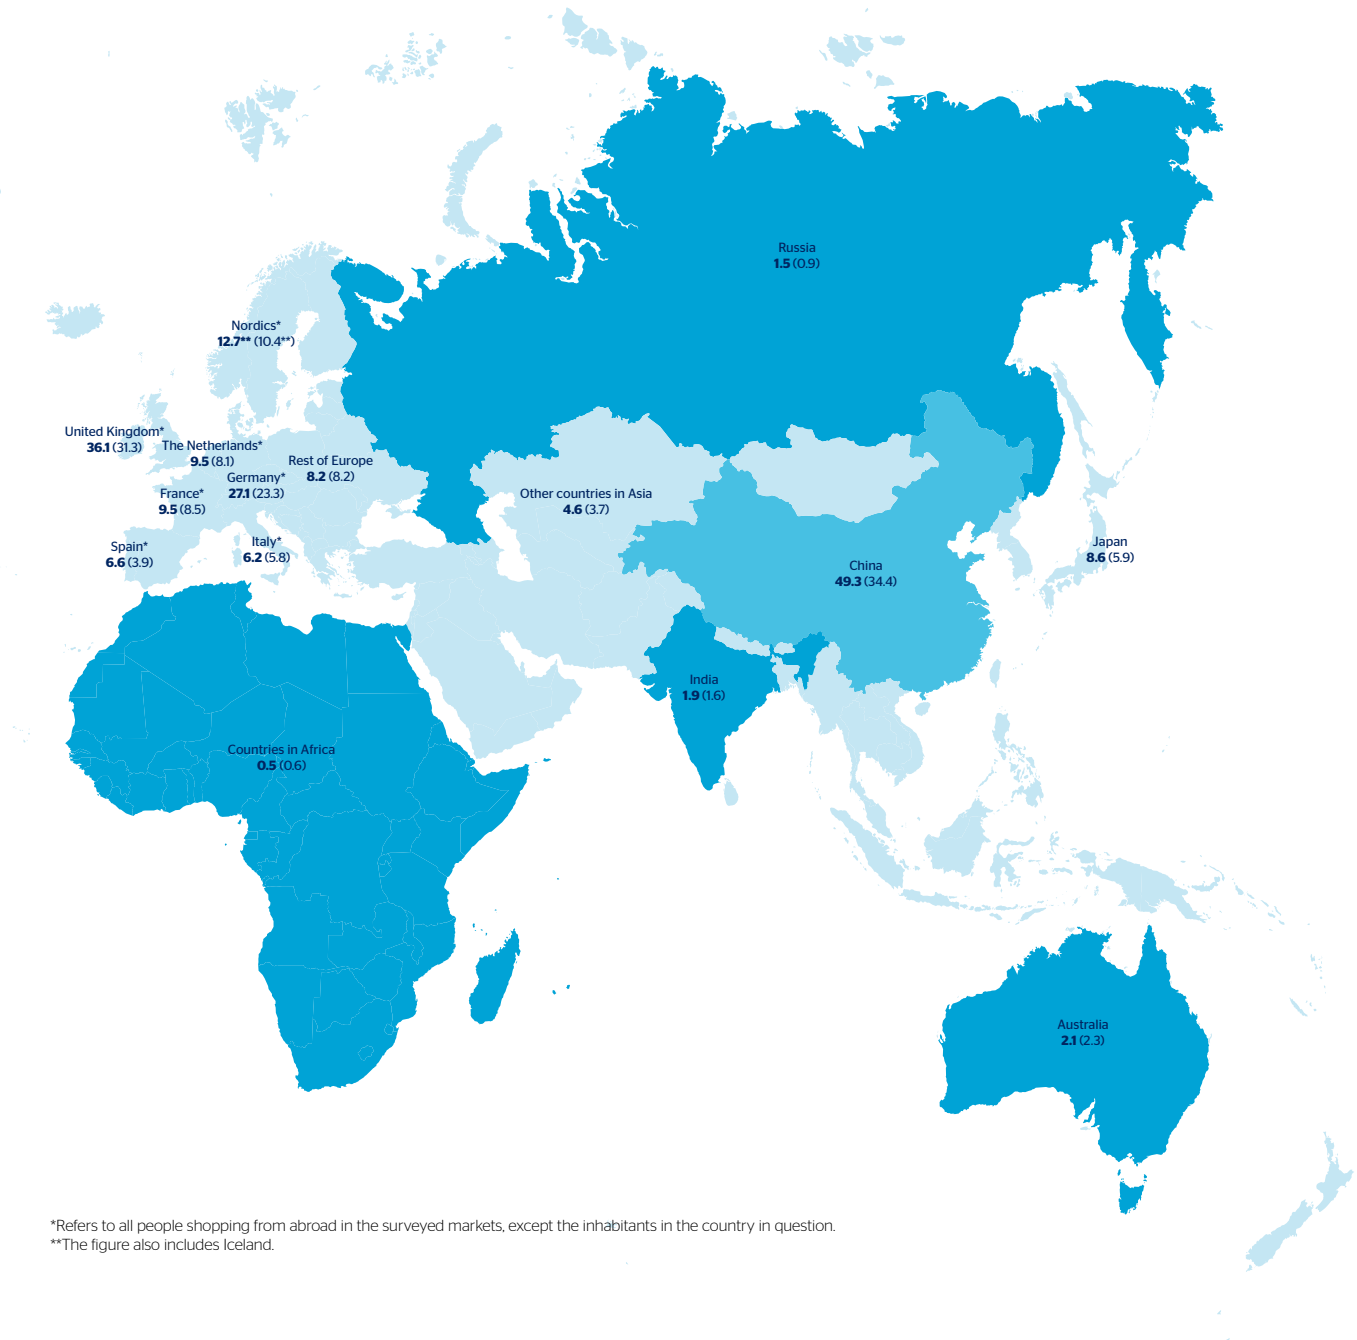 Russia
1.5 (0.9)
Nordics*
12.7** (10.4**)
United Kingdom*
36.1 (31.3)
The Netherlands*
9.5 (8.1)
Rest of Europe
8.2 (8.2)
Germany*
27.1 (23.3)
France*
9.5 (8.5)
Other countries in Asia
4.6 (3.7)
Spain*
6.6 (3.9)
Italy*
6.2 (5.8)
Japan
8.6 (5.9)
China
49.3 (34.4)
India
1.9 (1.6)
Countries in Africa
0.5 (0.6)
Australia
2.1 (2.3)
*Refers to all people shopping from abroad in the surveyed markets, except the inhabitants in the country in question.
**The figure also includes Iceland.